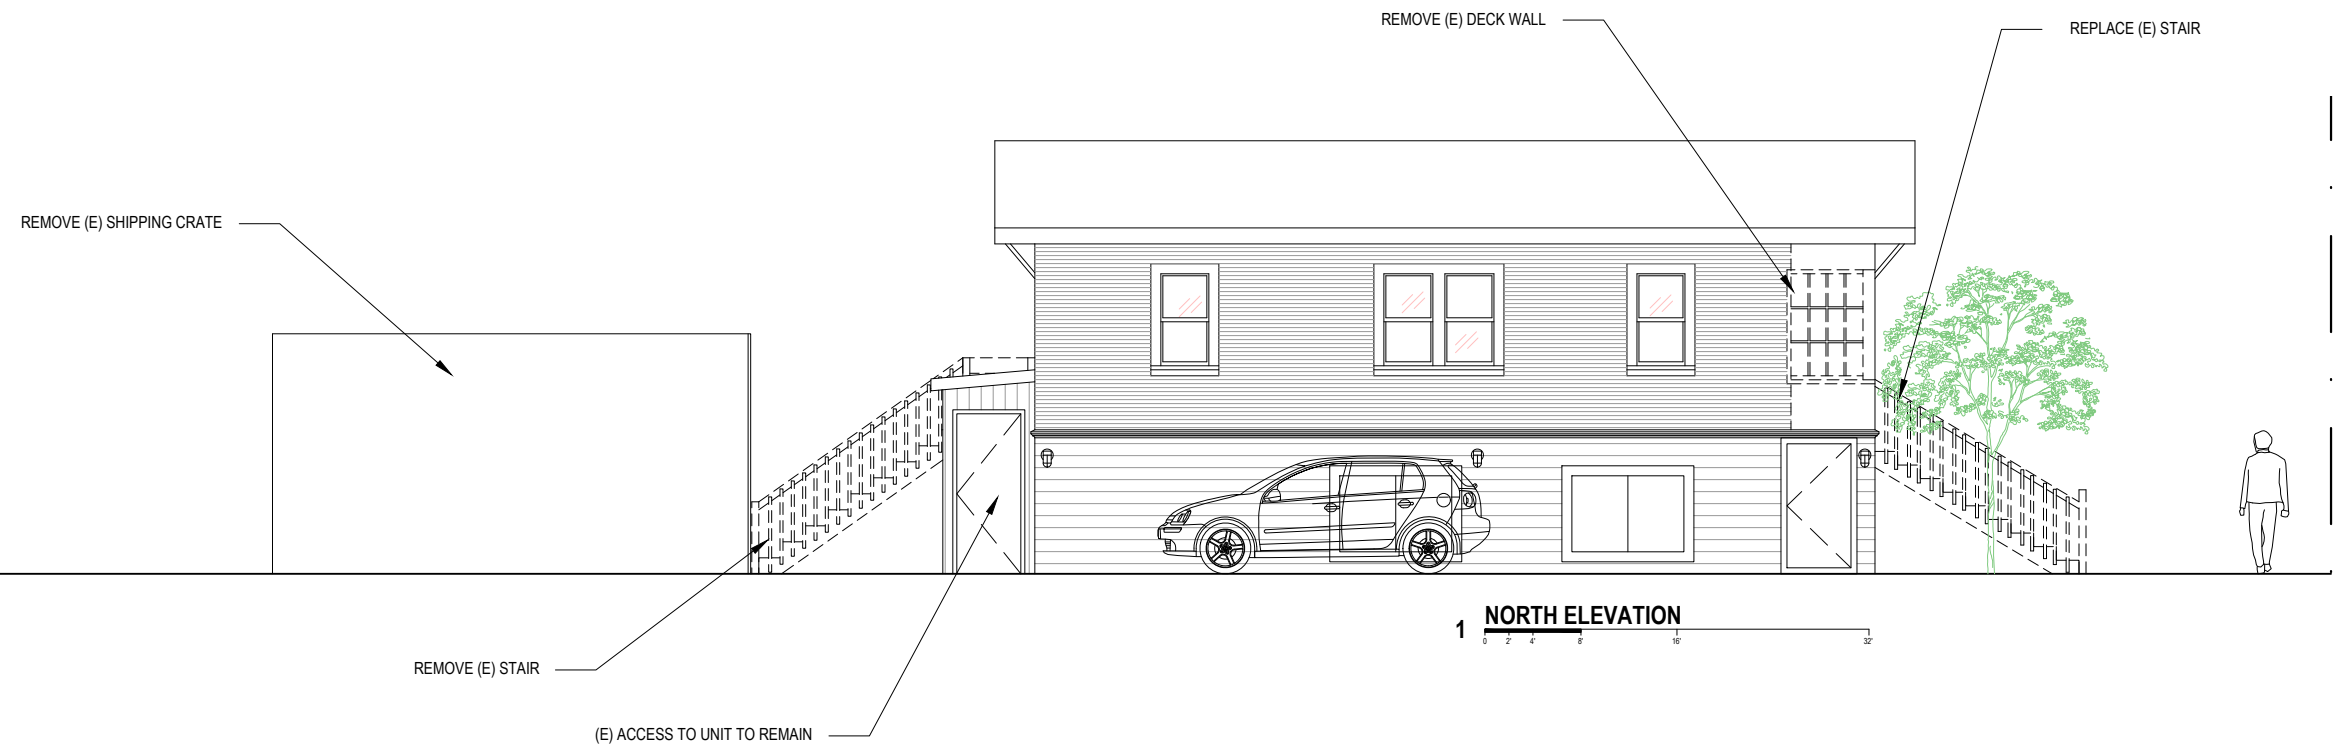 REMOVE (E) DECK WALL
REPLACE (E) STAIR
REMOVE (E) SHIPPING CRATE
1 NORTH ELEVATION
0 2' 4' 8' 16' 32'
REMOVE (E) STAIR
(E) ACCESS TO UNIT TO REMAIN